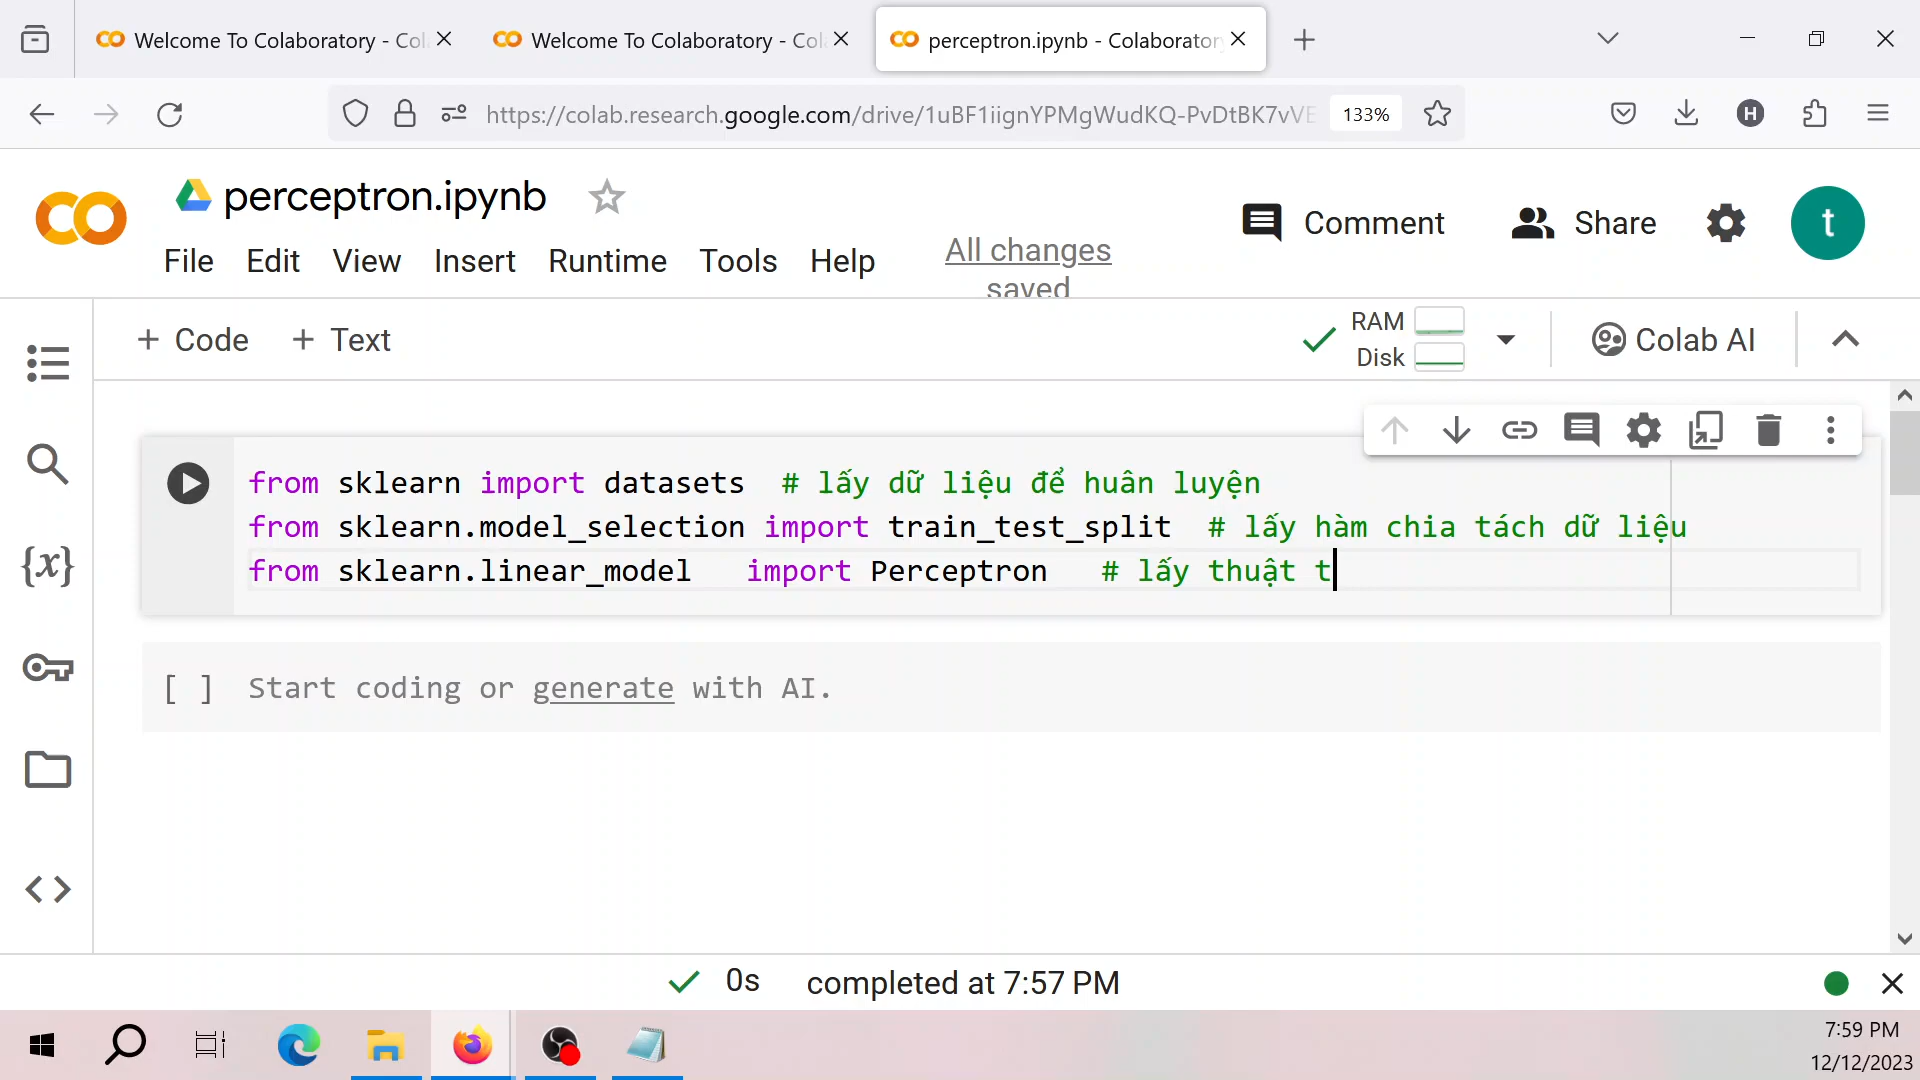 Welcome To Colaboratory - Col
Welcome To Colaboratory - Col
perceptron.ipynb - Colaborator
https://colab.research.google.com/drive/1uBF1iignYPMgWudKQ-PvDtBK7vVE
133%
H
perceptron.ipynb
Comment
Share
t
File Edit View Insert Runtime Tools Help
All changes
saved
+ Code + Text
RAM
Disk
Colab AI
from sklearn import datasets # lấy dữ liệu để huân luyện
from sklearn.model_selection import train_test_split # lấy hàm chia tách dữ liệu
from sklearn.linear_model import Perceptron # lấy thuật t
{x}
[ ] Start coding or generate with AI.
0s completed at 7:57 PM
7:59 PM
12/12/2023